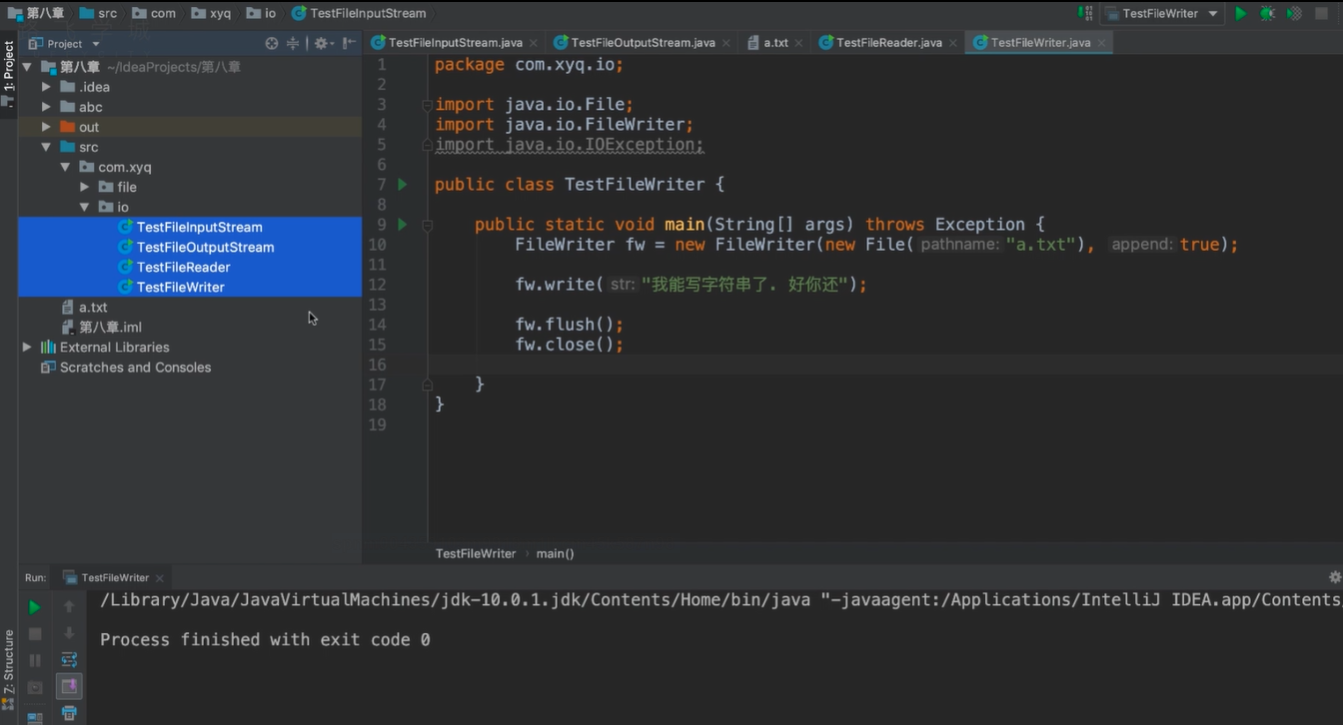 第八章 src com xyq io TestFileInputStream TestFileWriter
1: Project
Project
TestFileInputStream.java TestFileOutputStream.java a.txt TestFileReader.java TestFileWriter.java
第八章 ~/IdeaProjects/第八章
.idea
abc
out
src
com.xyq
file
io
TestFileInputStream
TestFileOutputStream
TestFileReader
TestFileWriter
a.txt
第八章.iml
External Libraries
Scratches and Consoles
1 package com.xyq.io;
2
3 import java.io.File;
4 import java.io.FileWriter;
5 import java.io.IOException;
6
7 public class TestFileWriter {
8
9 public static void main(String[] args) throws Exception {
10 FileWriter fw = new FileWriter(new File( pathname: "a.txt"), append: true);
11
12 fw.write( str: "我能写字符串了. 好你还");
13
14 fw.flush();
15 fw.close();
16
17 }
18 }
19
TestFileWriter › main()
Run: TestFileWriter
/Library/Java/JavaVirtualMachines/jdk-10.0.1.jdk/Contents/Home/bin/java "-javaagent:/Applications/IntelliJ IDEA.app/Contents
Process finished with exit code 0
Z: Structure